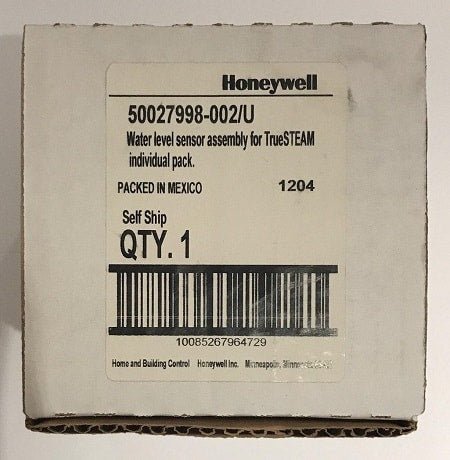 Honeywell
50027998-002/U
Water level sensor assembly for TrueSTEAM
individual pack.
PACKED IN MEXICO 1204
Self Ship
QTY. 1
10085267964729
Home and Building Control Honeywell Inc. Minneapolis,